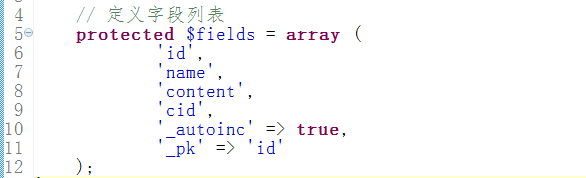 4 // 定义字段列表
5 protected $fields = array (
6 'id',
7 'name',
8 'content',
9 'cid',
10 '_autoinc' => true,
11 '_pk' => 'id'
12 );